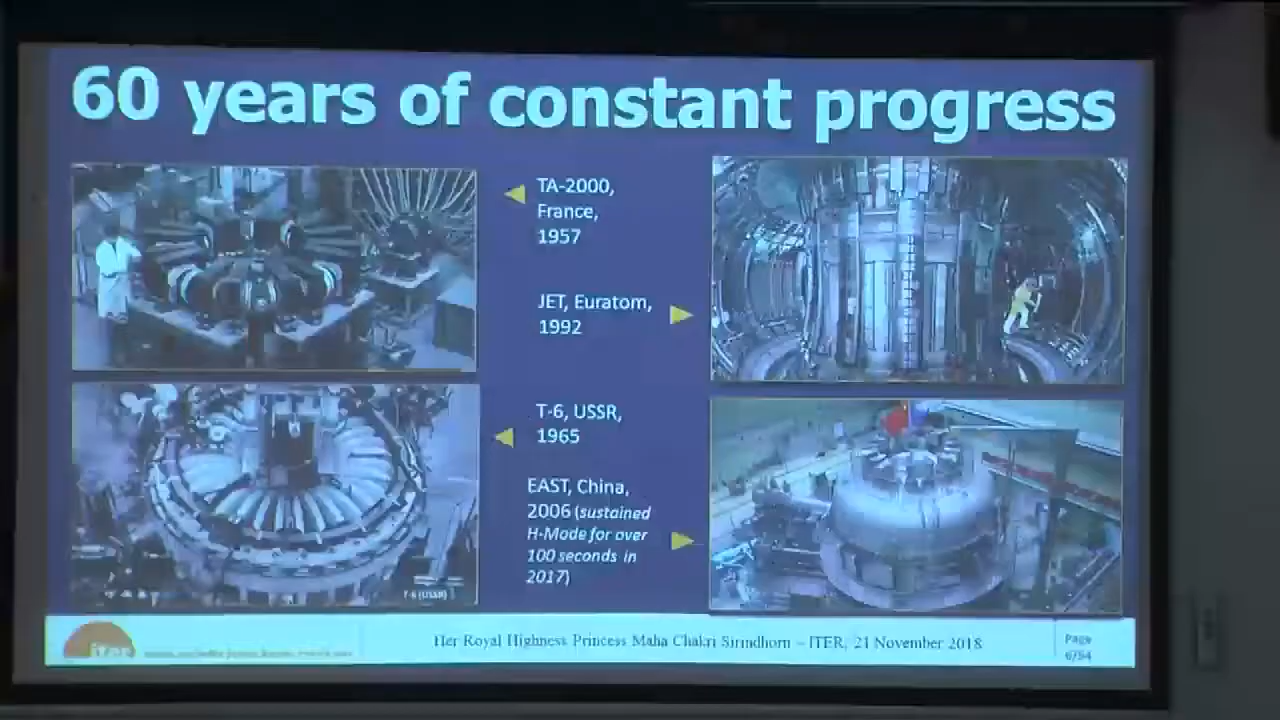 60 years of constant progress
TA-2000,
France,
1957
JET, Euratom,
1992
T-6, USSR,
1965
EAST, China,
2006 (sustained
H-Mode for over
100 seconds in
2017)
T-6 (USSR)
iter
Her Royal Highness Princess Maha Chakri Sirindhorn – ITER, 21 November 2018
Page
6/54